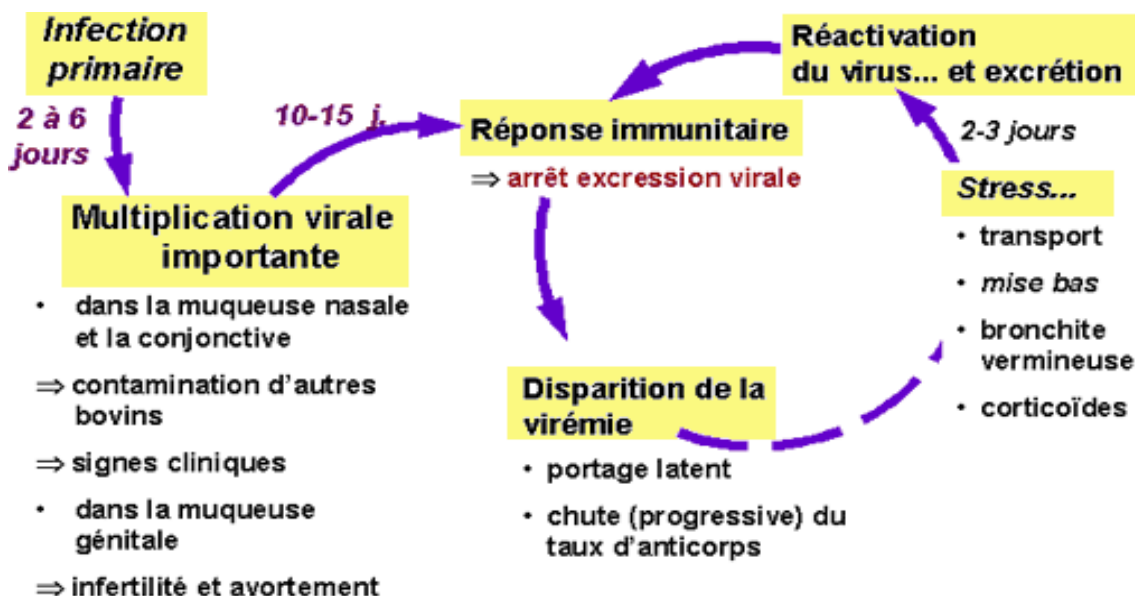 Infection
primaire
2 à 6
jours
Multiplication virale
importante
• dans la muqueuse nasale
et la conjonctive
⇒ contamination d'autres
bovins
⇒ signes cliniques
• dans la muqueuse
génitale
⇒ infertilité et avortement
10-15 j.
Réponse immunitaire
⇒ arrêt excression virale
Disparition de la
virémie
• portage latent
• chute (progressive) du
taux d'anticorps
Réactivation
du virus... et excrétion
2-3 jours
Stress...
• transport
• mise bas
• bronchite
vermineuse
• corticoïdes